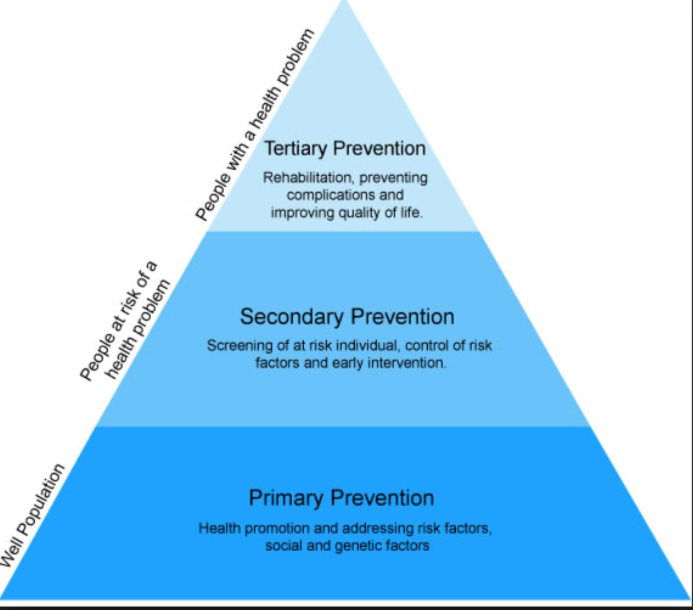 People with a health problem
Tertiary Prevention
Rehabilitation, preventing
complications and
improving quality of life.
People at risk of a
health problem
Secondary Prevention
Screening of at risk individual, control of risk
factors and early intervention.
Well Population
Primary Prevention
Health promotion and addressing risk factors,
social and genetic factors